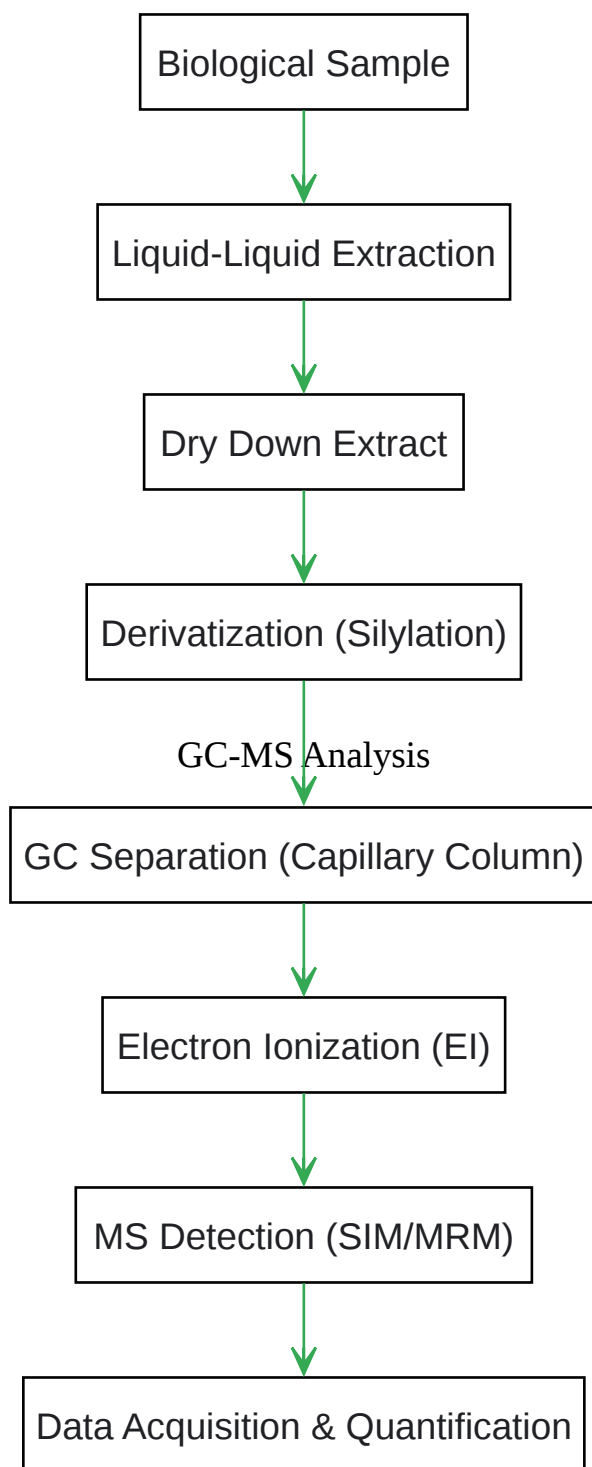 Biological Sample
Liquid-Liquid Extraction
Dry Down Extract
Derivatization (Silylation)
GC-MS Analysis
GC Separation (Capillary Column)
Electron Ionization (EI)
MS Detection (SIM/MRM)
Data Acquisition & Quantification